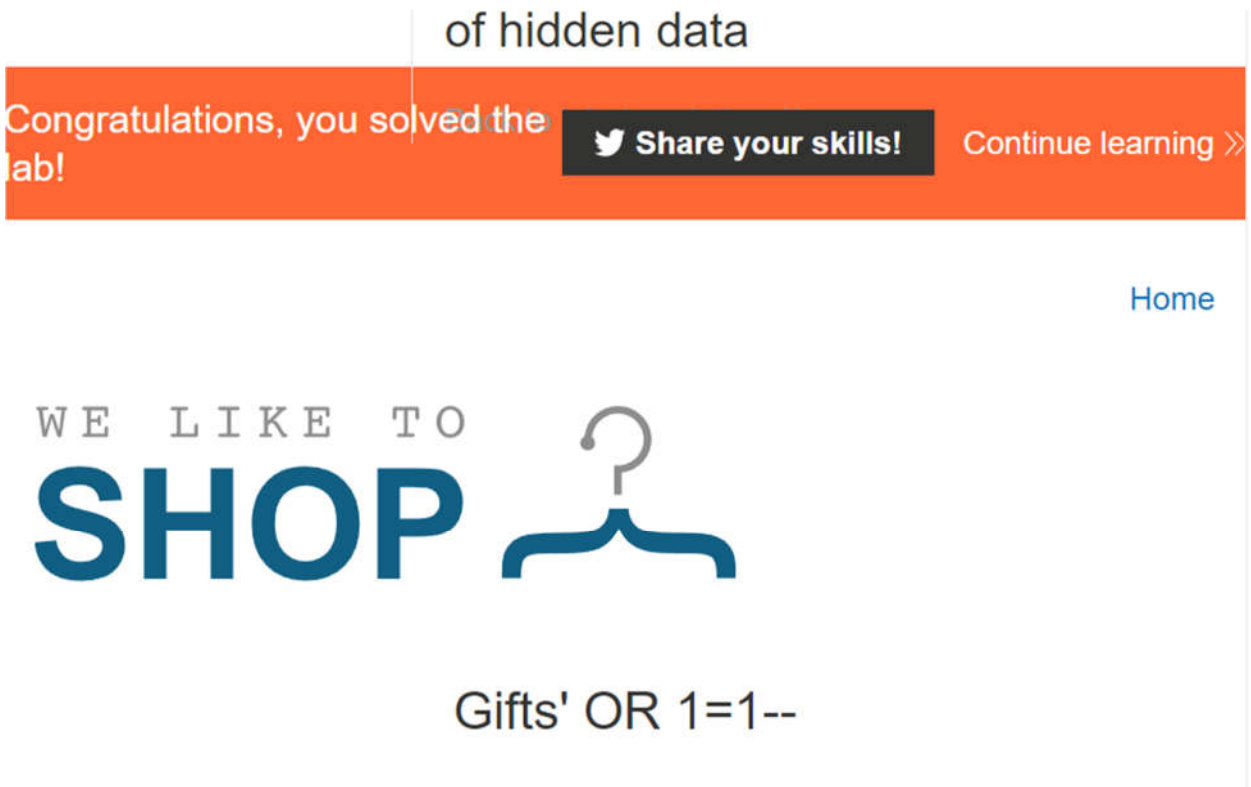 of hidden data
Congratulations, you solved the
lab!
Share your skills!
Continue learning
Home
WE LIKE TO
SHOP
Gifts' OR 1=1--